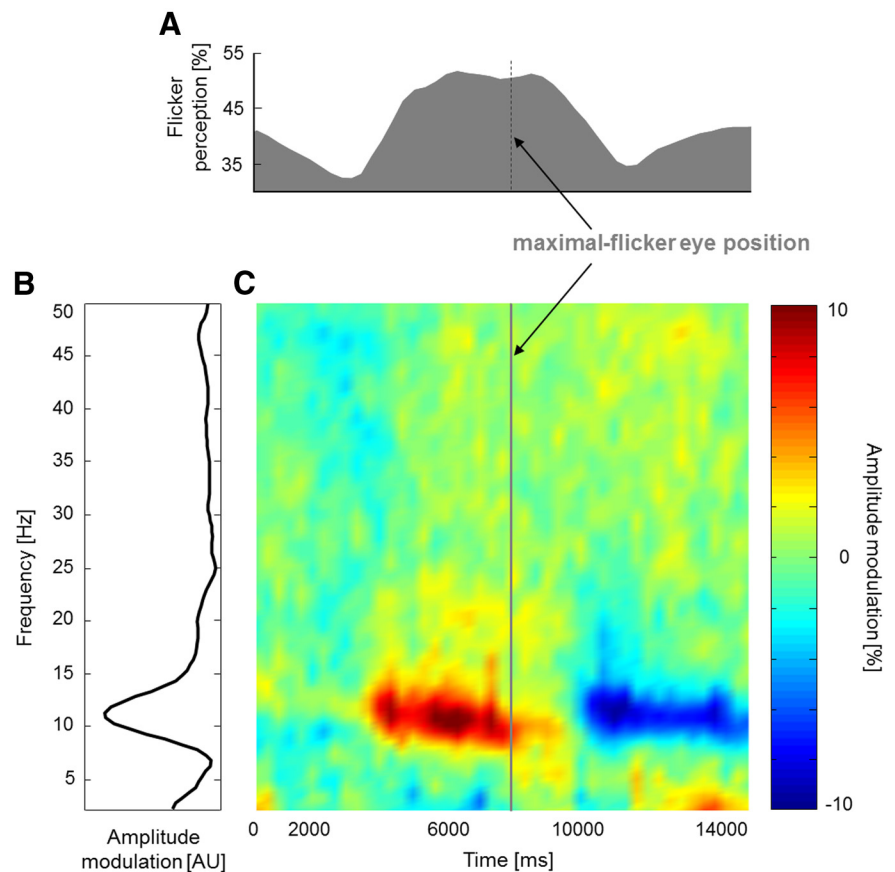 A
Flicker
perception [%]
55
45
35
maximal-flicker eye position
B
Frequency [Hz]
50
45
40
35
30
25
20
15
10
5
Amplitude
modulation [AU]
C
0 2000 6000 10000 14000
Time [ms]
10
0
-10
Amplitude modulation [%]